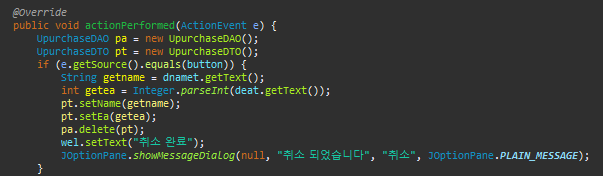 @Override
public void actionPerformed(ActionEvent e) {
UpurchaseDAO pa = new UpurchaseDAO();
UpurchaseDTO pt = new UpurchaseDTO();
if (e.getSource().equals(button)) {
String getname = dnamet.getText();
int getea = Integer.parseInt(deat.getText());
pt.setName(getname);
pt.setEa(getea);
pa.delete(pt);
wel.setText("취소 완료");
JOptionPane.showMessageDialog(null, "취소 되었습니다", "취소", JOptionPane.PLAIN_MESSAGE);
}